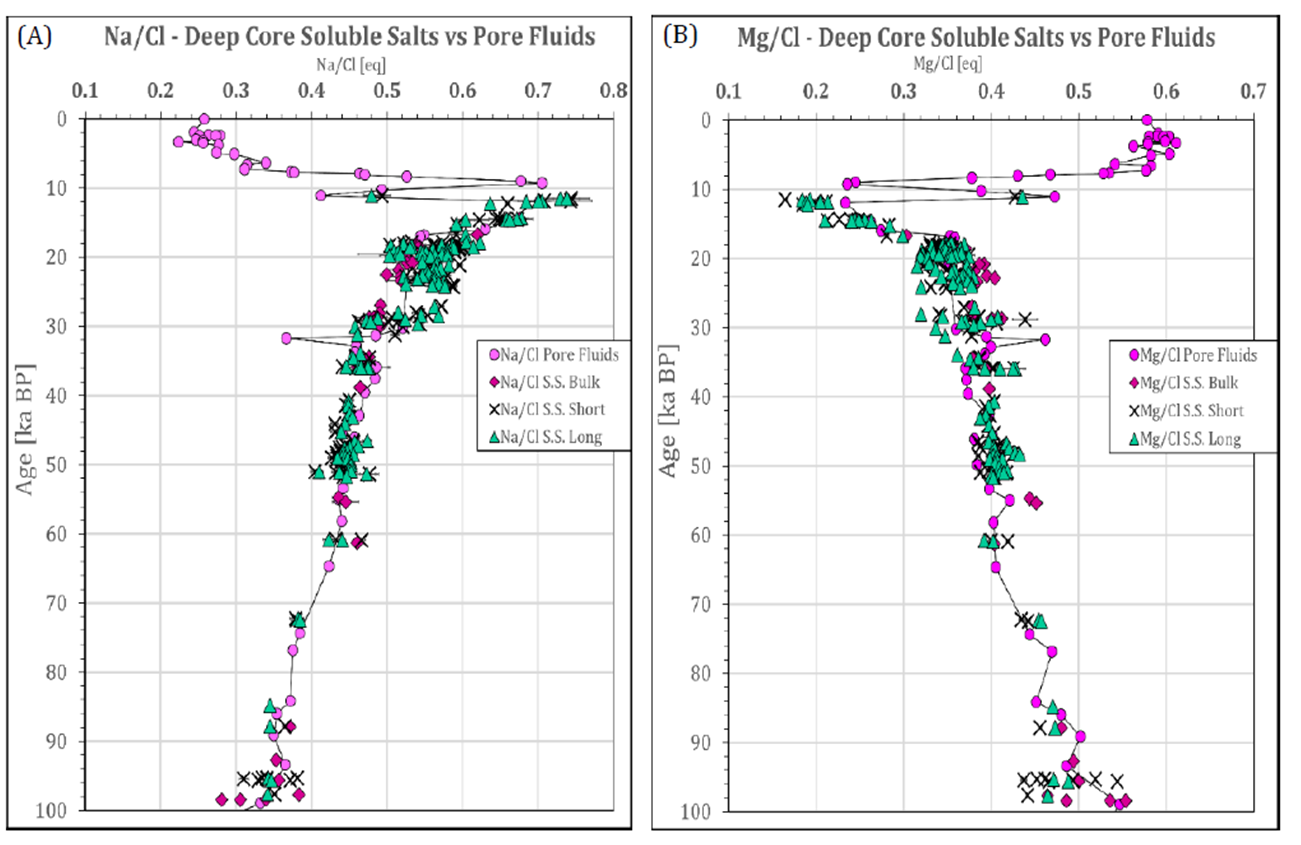 (A) Na/Cl - Deep Core Soluble Salts vs Pore Fluids
Na/Cl [eq]
0.1 0.2 0.3 0.4 0.5 0.6 0.7 0.8
0
10
20
30
40
50
60
70
80
90
100
Age [ka BP]
Na/Cl Pore Fluids
Na/Cl S.S. Bulk
Na/Cl S.S. Short
Na/Cl S.S. Long
(B) Mg/Cl - Deep Core Soluble Salts vs Pore Fluids
Mg/Cl [eq]
0.1 0.2 0.3 0.4 0.5 0.6 0.7
0
10
20
30
40
50
60
70
80
90
100
Age [ka BP]
Mg/Cl Pore Fluids
Mg/Cl S.S. Bulk
Mg/Cl S.S. Short
Mg/Cl S.S. Long